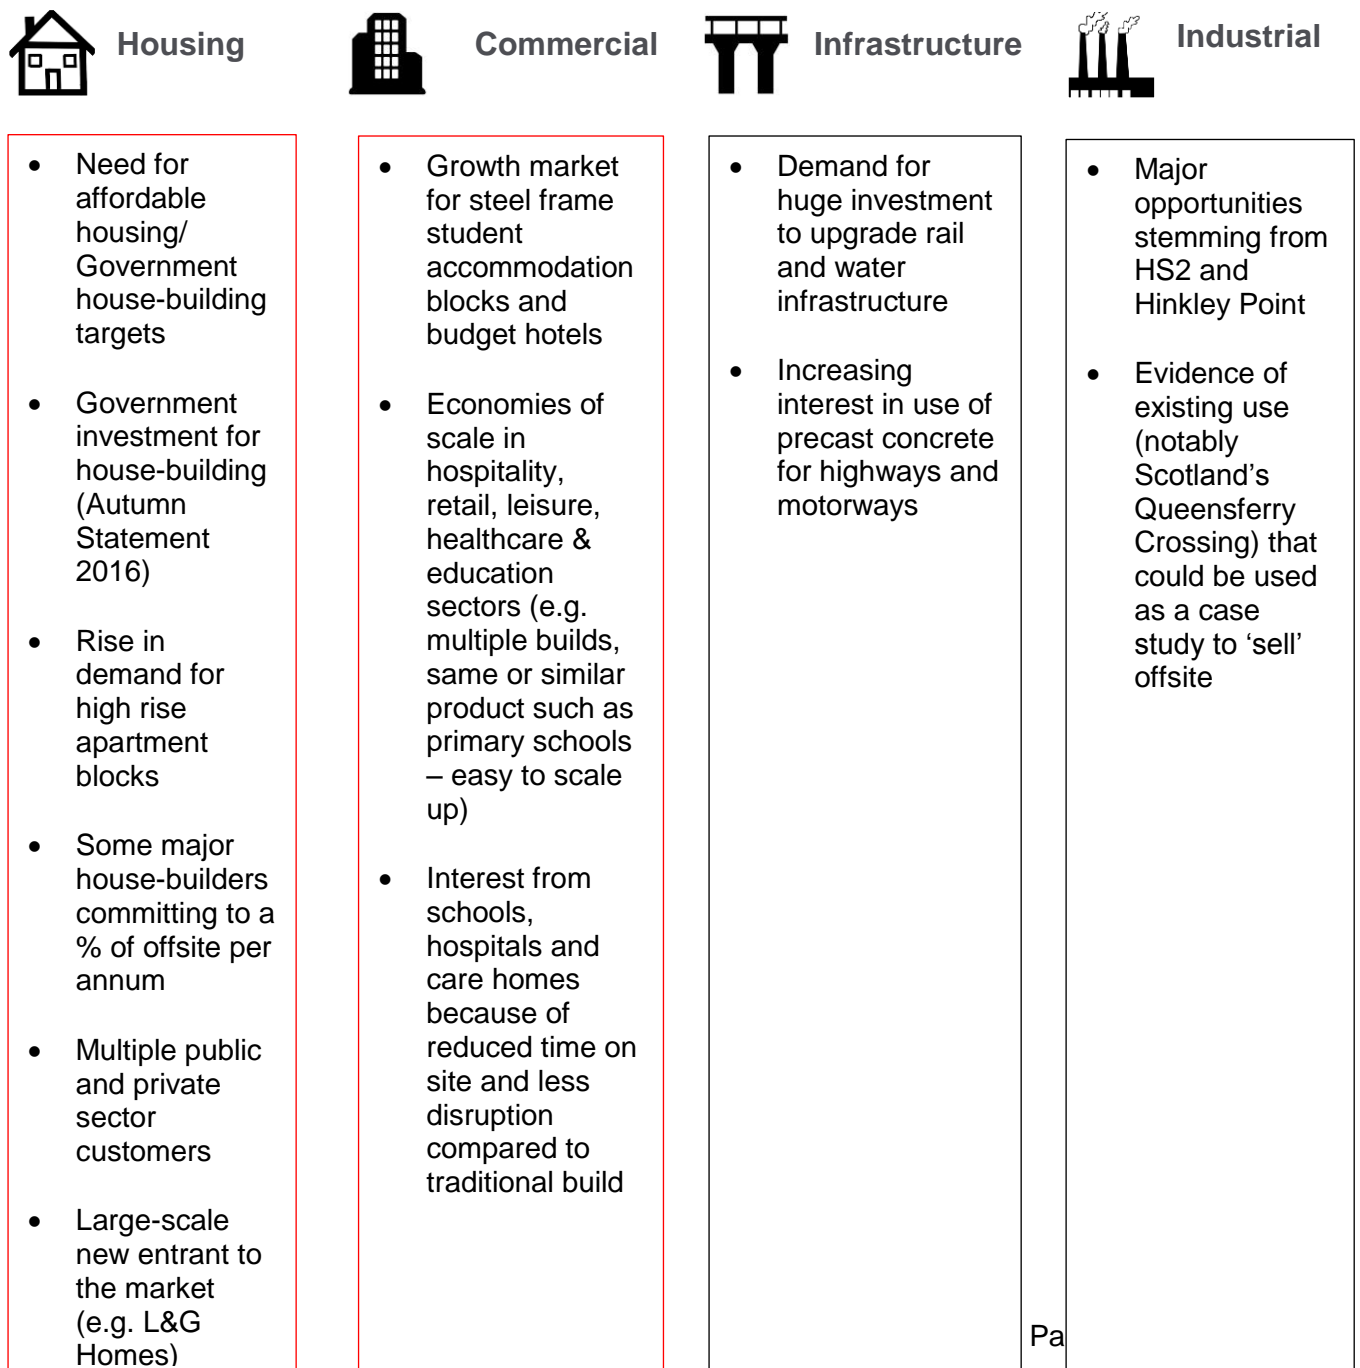 Housing
Commercial
Infrastructure
Industrial
• Need for
affordable
housing/
Government
house-building
targets
• Government
investment for
house-building
(Autumn
Statement
2016)
• Rise in
demand for
high rise
apartment
blocks
• Some major
house-builders
committing to a
% of offsite per
annum
• Multiple public
and private
sector
customers
• Large-scale
new entrant to
the market
(e.g. L&G
Homes)
• Growth market
for steel frame
student
accommodation
blocks and
budget hotels
• Economies of
scale in
hospitality,
retail, leisure,
healthcare &
education
sectors (e.g.
multiple builds,
same or similar
product such as
primary schools
– easy to scale
up)
• Interest from
schools,
hospitals and
care homes
because of
reduced time on
site and less
disruption
compared to
traditional build
• Demand for
huge investment
to upgrade rail
and water
infrastructure
• Increasing
interest in use of
precast concrete
for highways and
motorways
• Major
opportunities
stemming from
HS2 and
Hinkley Point
• Evidence of
existing use
(notably
Scotland’s
Queensferry
Crossing) that
could be used
as a case
study to ‘sell’
offsite
Pa